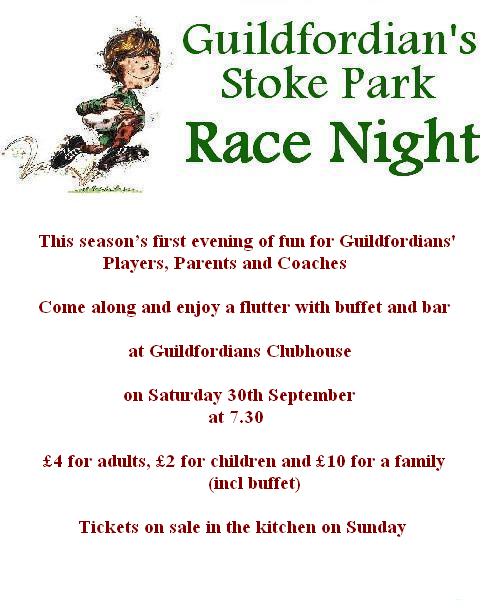 Guildfordian's
Stoke Park
Race Night
This season's first evening of fun for Guildfordians'
Players, Parents and Coaches
Come along and enjoy a flutter with buffet and bar
at Guildfordians Clubhouse
on Saturday 30th September
at 7.30
£4 for adults, £2 for children and £10 for a family
(incl buffet)
Tickets on sale in the kitchen on Sunday